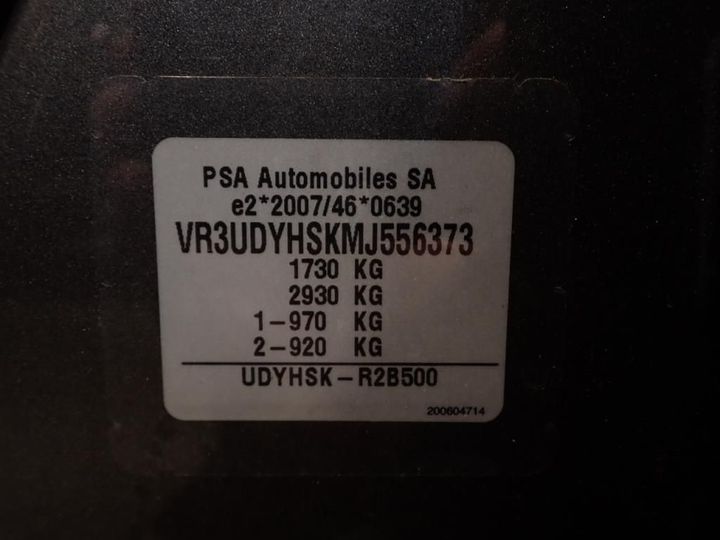 PSA Automobiles SA
e2*2007/46*0639
VR3UDYHSKMJ556373
1730 KG
2930 KG
1-970 KG
2-920 KG
UDYHSK-R2B500
200604714